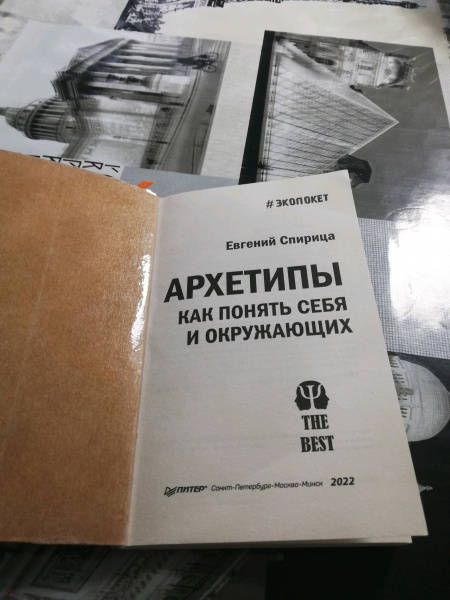 #ЭКОПОКЕТ
Евгений Спирица
АРХЕТИПЫ
КАК ПОНЯТЬ СЕБЯ
И ОКРУЖАЮЩИХ
Ψ
THE
BEST
ПИТЕР® Санкт-Петербург•Москва•Минск 2022